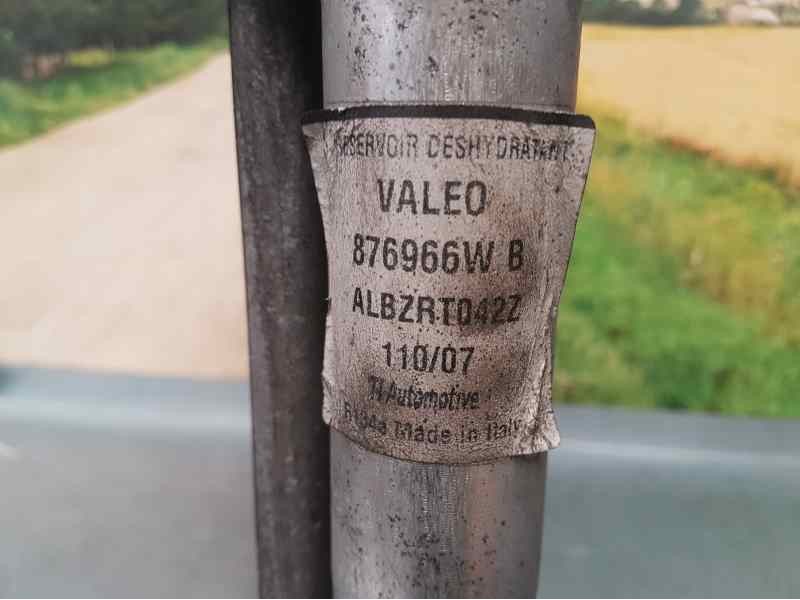 RESERVOIR DESHYDRATANT
VALEO
876966W B
ALBZRT042Z
110/07
TI Automotive
Made in Italy